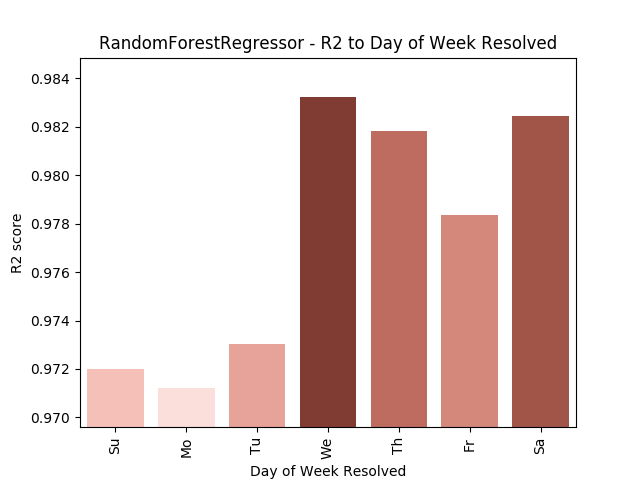 RandomForestRegressor - R2 to Day of Week Resolved
0.984
0.982
0.980
0.978
0.976
0.974
0.972
0.970
R2 score
Su
Mo
Tu
We
Th
Fr
Sa
Day of Week Resolved